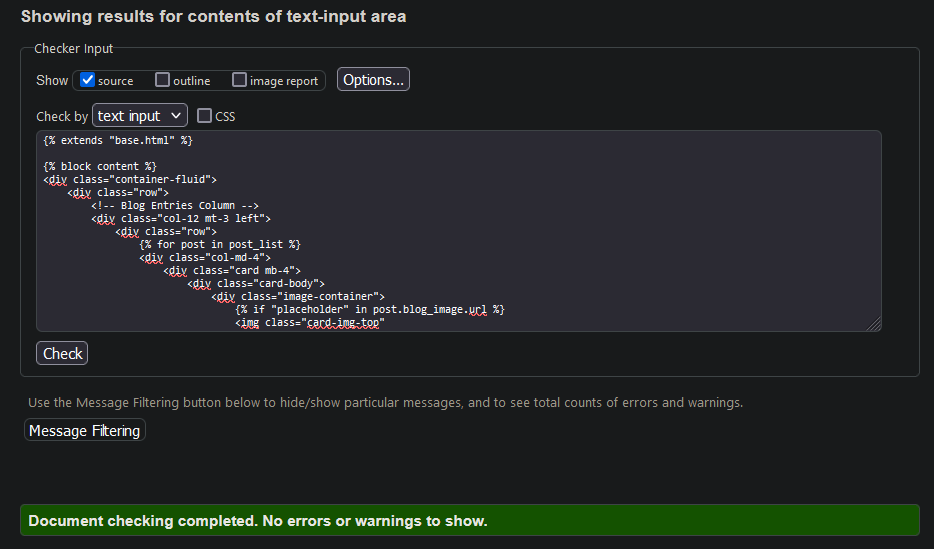 Showing results for contents of text-input area
Checker Input
Show source outline image report Options...
Check by text input CSS
{% extends "base.html" %}
{% block content %}
<div class="container-fluid">
<div class="row">
<!-- Blog Entries Column -->
<div class="col-12 mt-3 left">
<div class="row">
{% for post in post_list %}
<div class="col-md-4">
<div class="card mb-4">
<div class="card-body">
<div class="image-container">
{% if "placeholder" in post.blog_image.url %}
<img class="card-img-top"
Check
Use the Message Filtering button below to hide/show particular messages, and to see total counts of errors and warnings.
Message Filtering
Document checking completed. No errors or warnings to show.